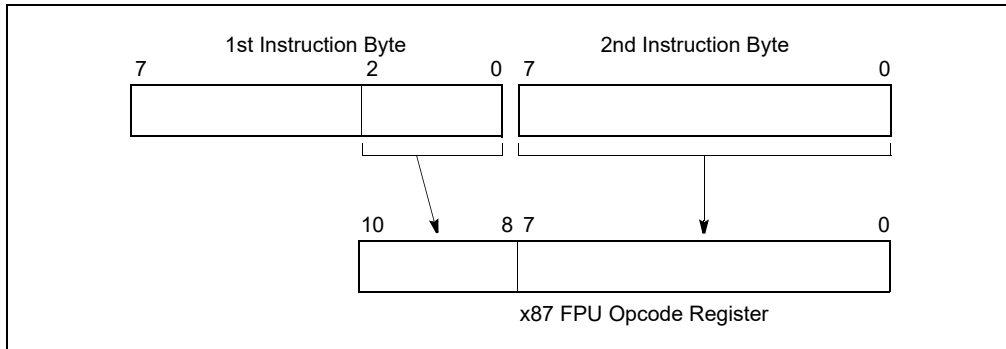 1st Instruction Byte 2nd Instruction Byte
7 2 0 7 0
10 8 7 0
x87 FPU Opcode Register